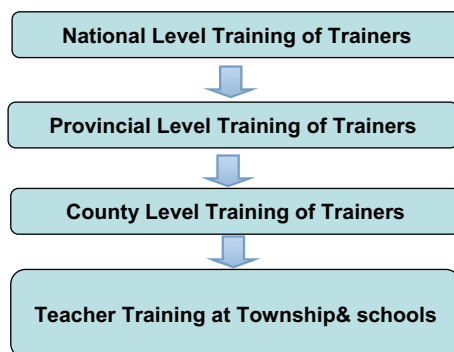 National Level Training of Trainers
Provincial Level Training of Trainers
County Level Training of Trainers
Teacher Training at Township& schools